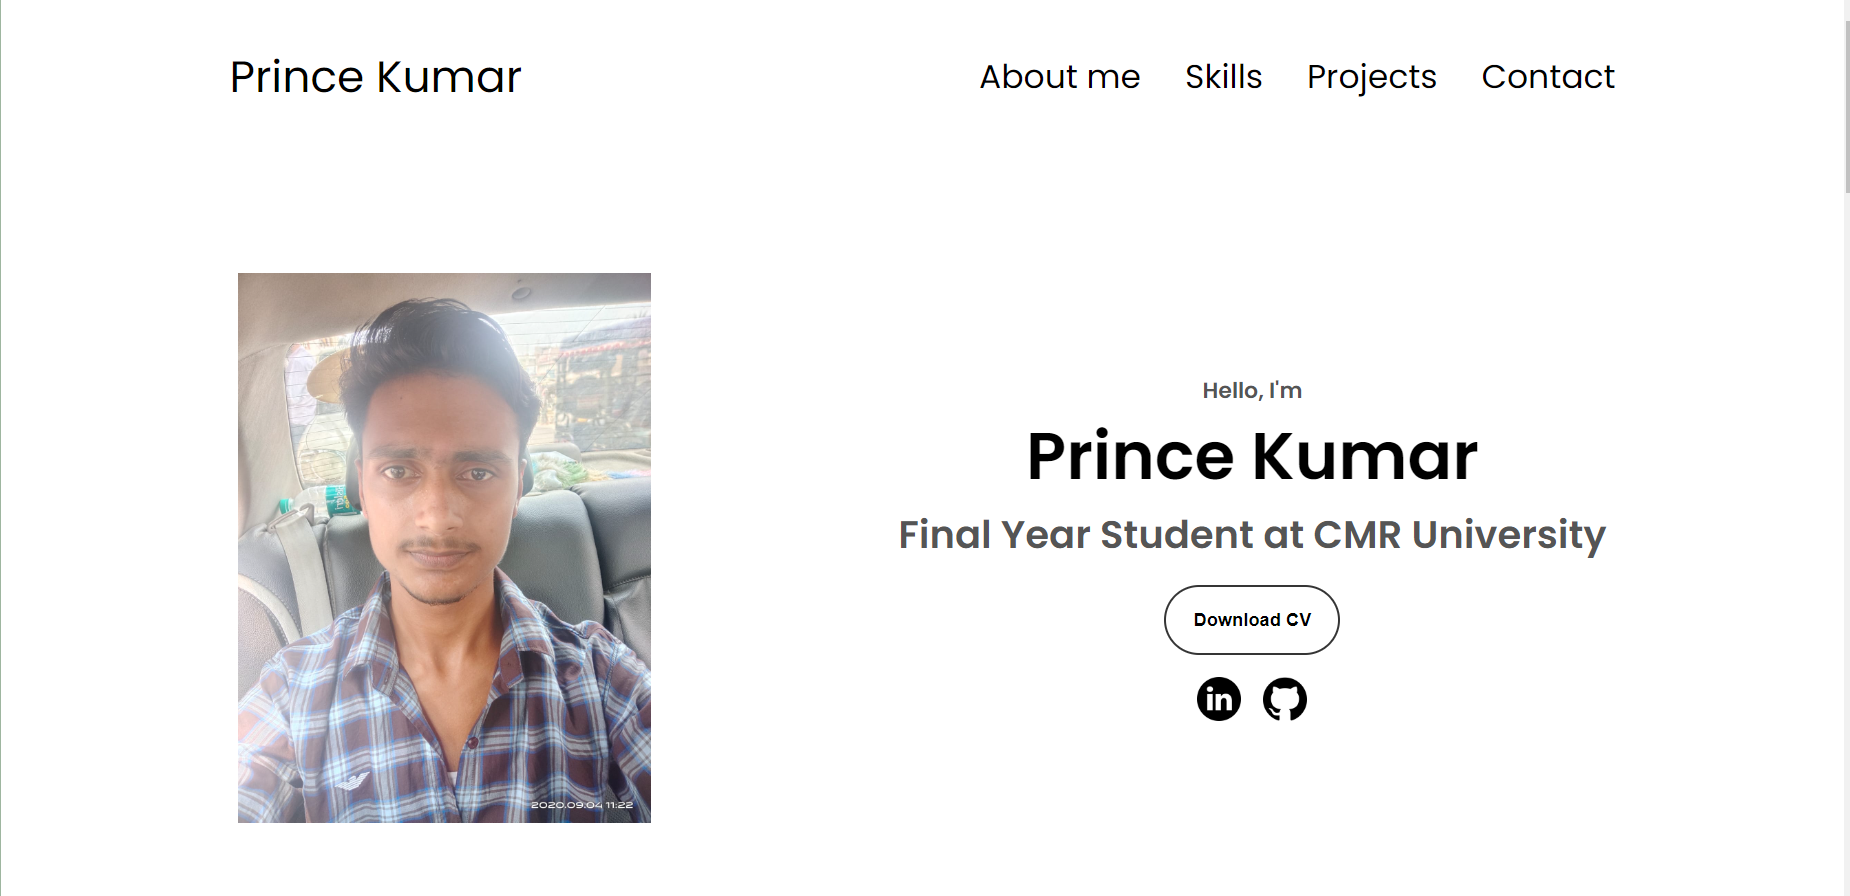 Prince Kumar
About me Skills Projects Contact
Hello, I'm
Prince Kumar
Final Year Student at CMR University
Download CV
in
2020.09.04 11:22